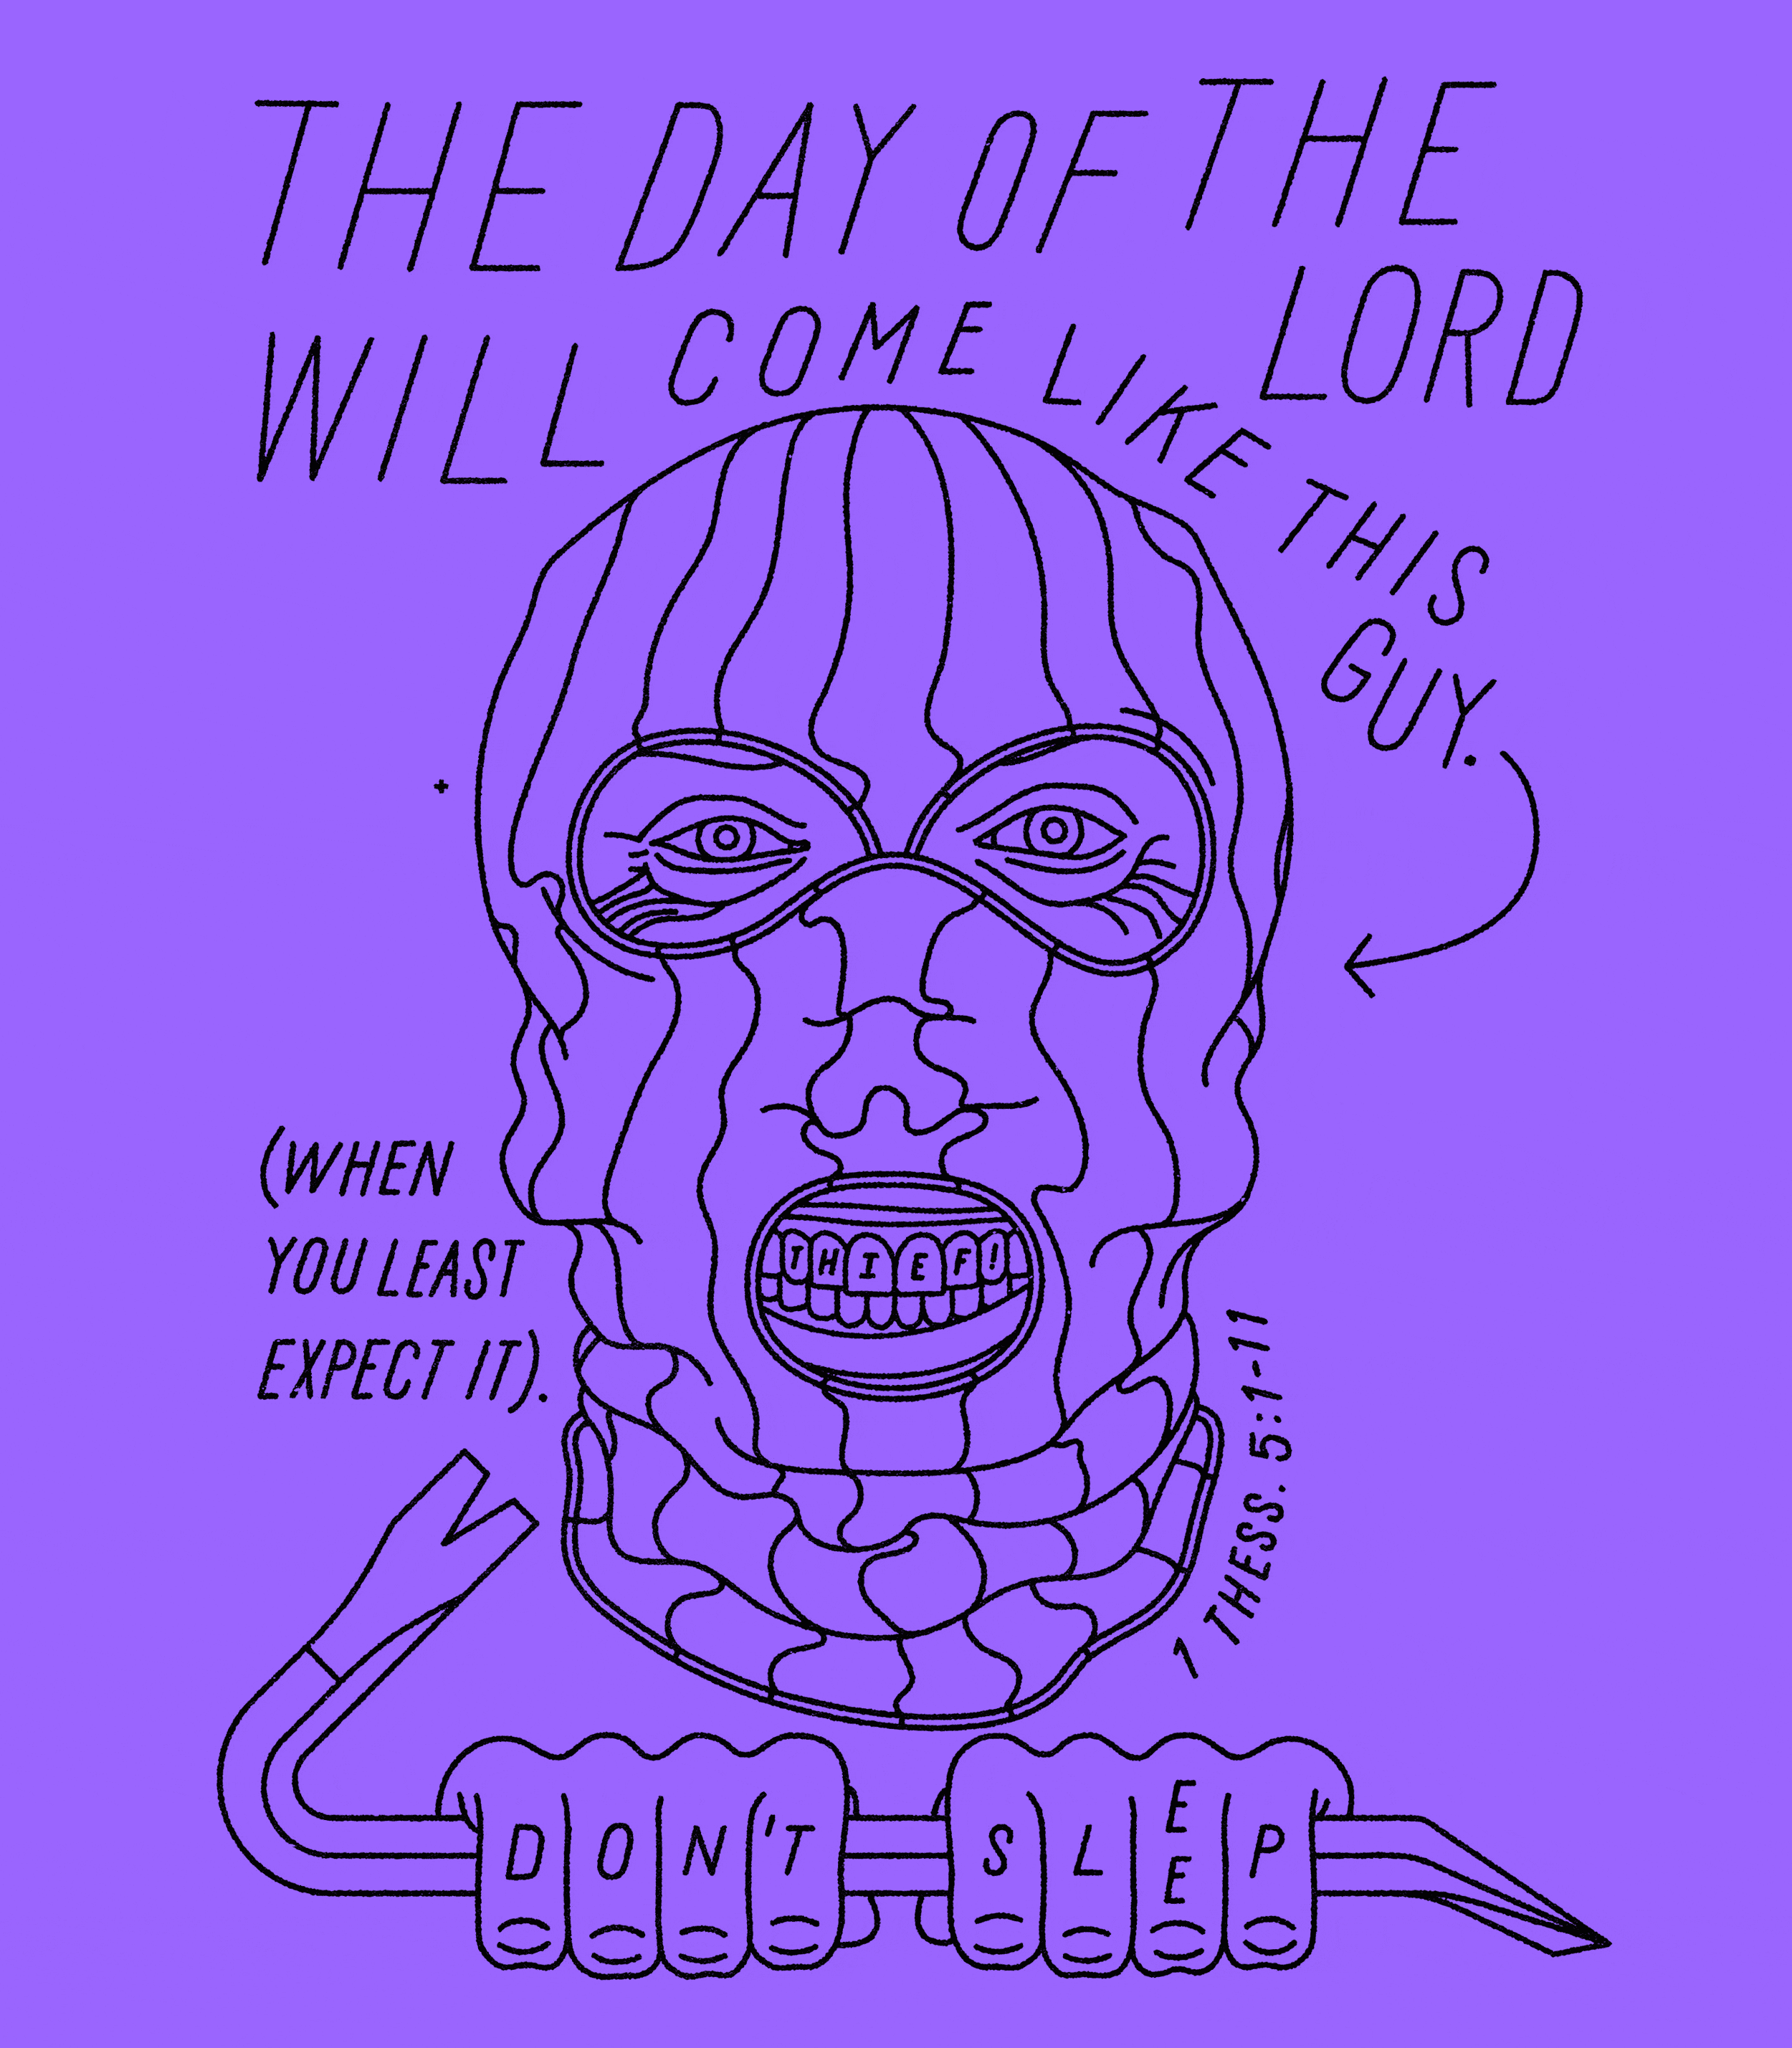 THE DAY OF THE
LORD
WILL COME LIKE THIS
GUY.
(WHEN
YOU LEAST
EXPECT IT).
THIEF!
1 THESS. 5:1-11
DON'T SLEEP